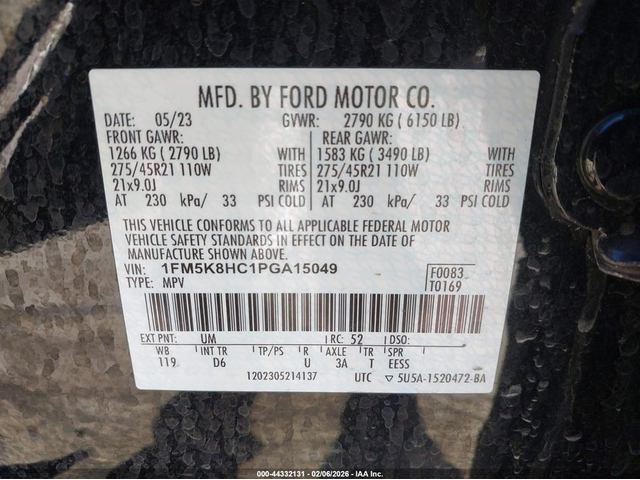 MFD. BY FORD MOTOR CO.
DATE: 05/23 GVWR: 2790 KG ( 6150 LB)
FRONT GAWR: REAR GAWR:
1266 KG ( 2790 LB) WITH 1583 KG ( 3490 LB) WITH
275/45R21 110W TIRES 275/45R21 110W TIRES
21x9.0J RIMS 21x9.0J RIMS
AT 230 kPa/ 33 PSI COLD AT 230 kPa/ 33 PSI COLD
THIS VEHICLE CONFORMS TO ALL APPLICABLE FEDERAL MOTOR
VEHICLE SAFETY STANDARDS IN EFFECT ON THE DATE OF
MANUFACTURE SHOWN ABOVE.
VIN: 1FM5K8HC1PGA15049 F0083
TYPE: MPV T0169
EXT PNT: UM RC: 52 DSO:
WB INT TR TP/PS R AXLE TR SPR
119 D6 U 3A T EESS
1202305214137 UTC ▽ 5U5A-1520472-BA
000-44332131 - 02/06/2026 - IAA Inc.